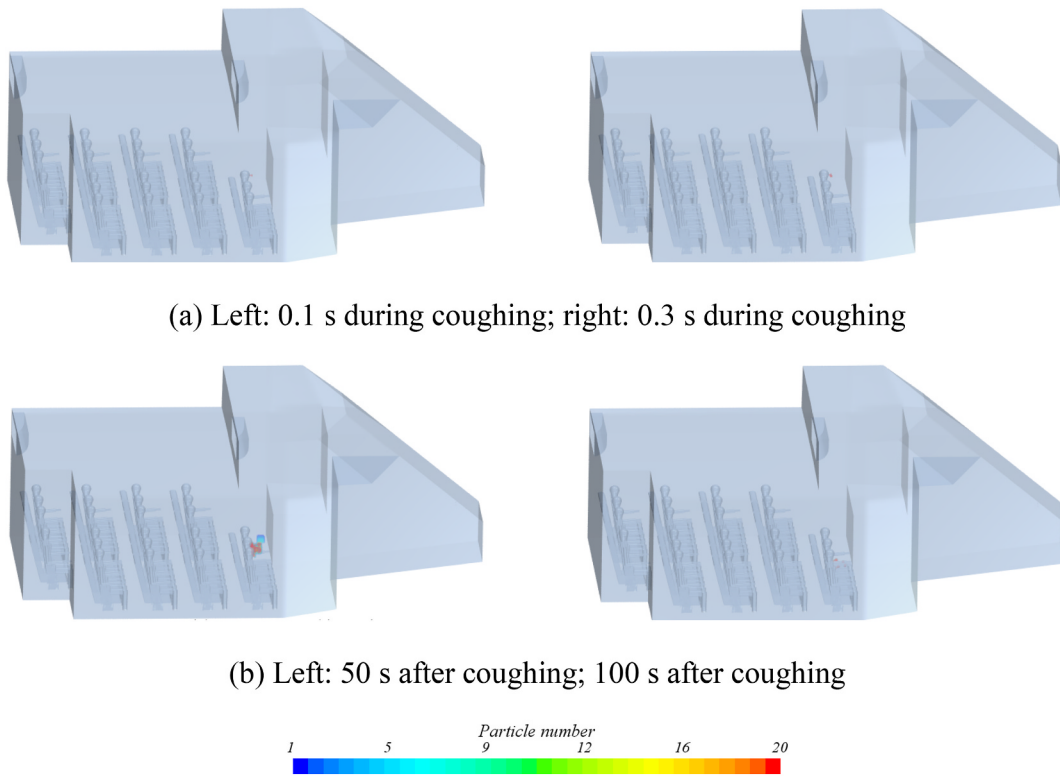 (a) Left: 0.1 s during coughing; right: 0.3 s during coughing
(b) Left: 50 s after coughing; 100 s after coughing
Particle number
1 5 9 12 16 20